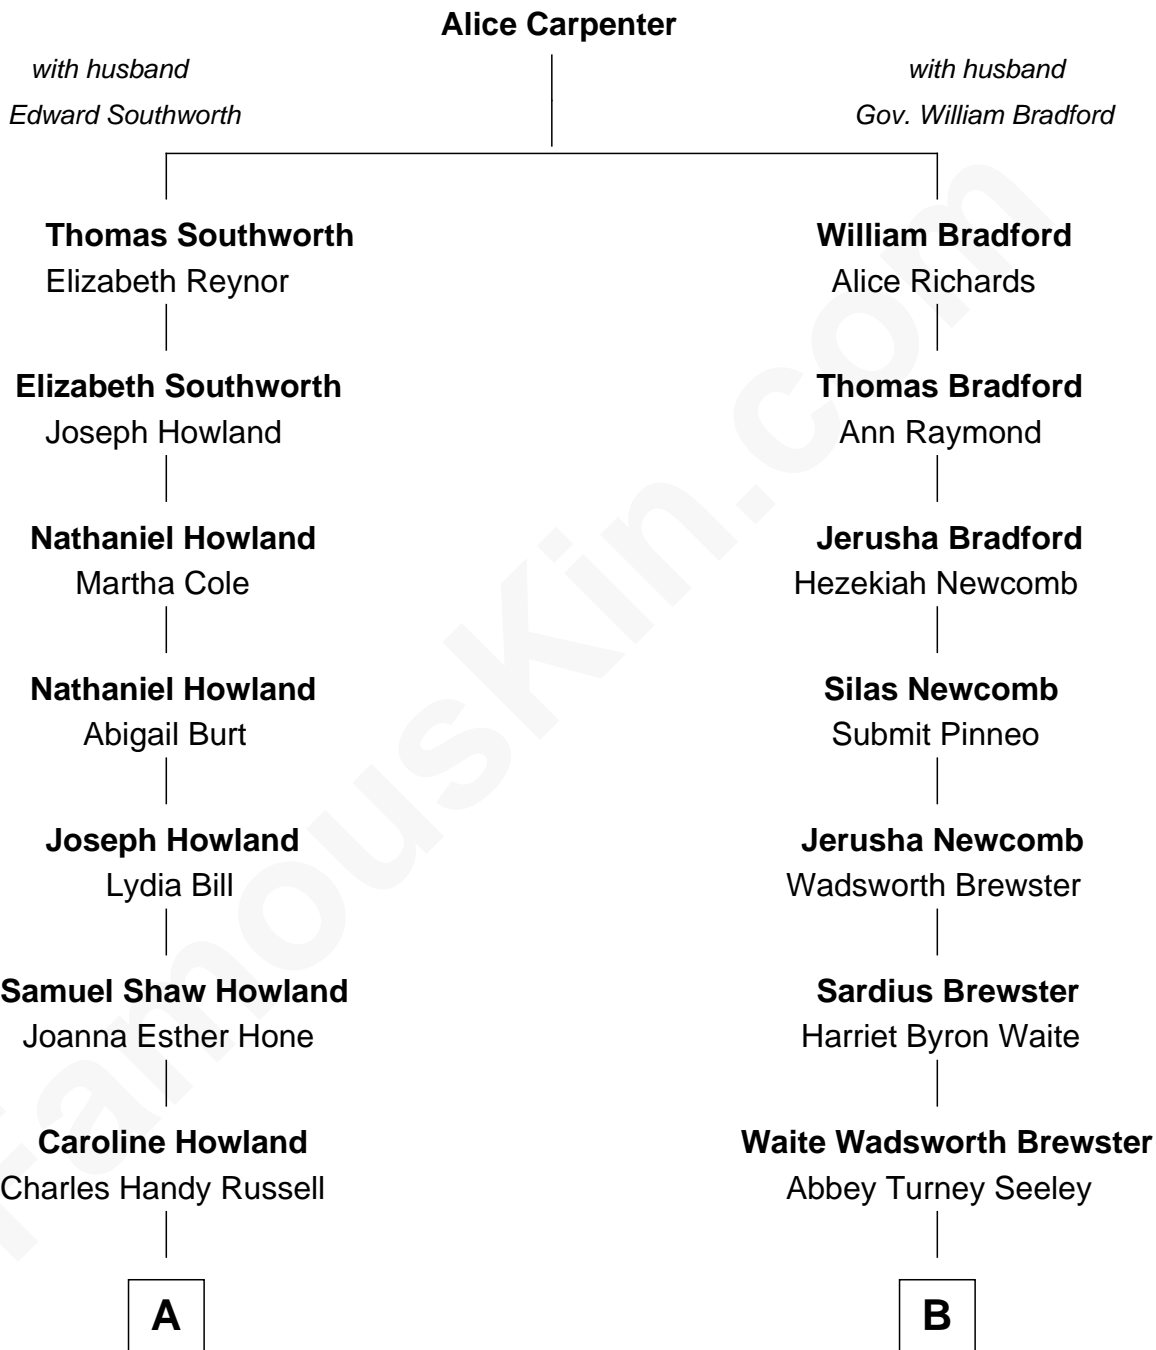 Alice Carpenter
with husband
Edward Southworth
with husband
Gov. William Bradford
Thomas Southworth
Elizabeth Reynor
William Bradford
Alice Richards
Elizabeth Southworth
Joseph Howland
Thomas Bradford
Ann Raymond
Nathaniel Howland
Martha Cole
Jerusha Bradford
Hezekiah Newcomb
Nathaniel Howland
Abigail Burt
Silas Newcomb
Submit Pinneo
Joseph Howland
Lydia Bill
Jerusha Newcomb
Wadsworth Brewster
Samuel Shaw Howland
Joanna Esther Hone
Sardius Brewster
Harriet Byron Waite
Caroline Howland
Charles Handy Russell
Waite Wadsworth Brewster
Abbey Turney Seeley
A
B
FamousKin.com